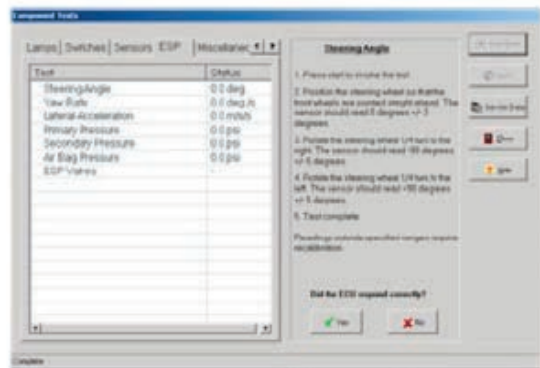 Component Tests
Lamps Switches Sensors ESP
Test Status
Steering Angle 0.0 deg
Yaw Rate 0.0 deg/s
Lateral Acceleration 0.0 m/s/s
Primary Pressure 0.0 psi
Secondary Pressure 0.0 psi
Air Bag Pressure 0.0 psi
ESP Valves -
Steering Angle
1. Press start to invoke the test.
2. Position the steering wheel so that the
front wheels are pointed straight ahead. The
sensor should read 0 degrees +/- 3
degrees.
3. Rotate the steering wheel 1/4 turn to the
right. The sensor should read -90 degrees
+/- 5 degrees.
4. Rotate the steering wheel 1/4 turn to the
left. The sensor should read +90 degrees
+/- 5 degrees.
5. Test complete.
Readings outside specified ranges require
recalibration.
Did the ECU respond correctly?
Yes No
Complete